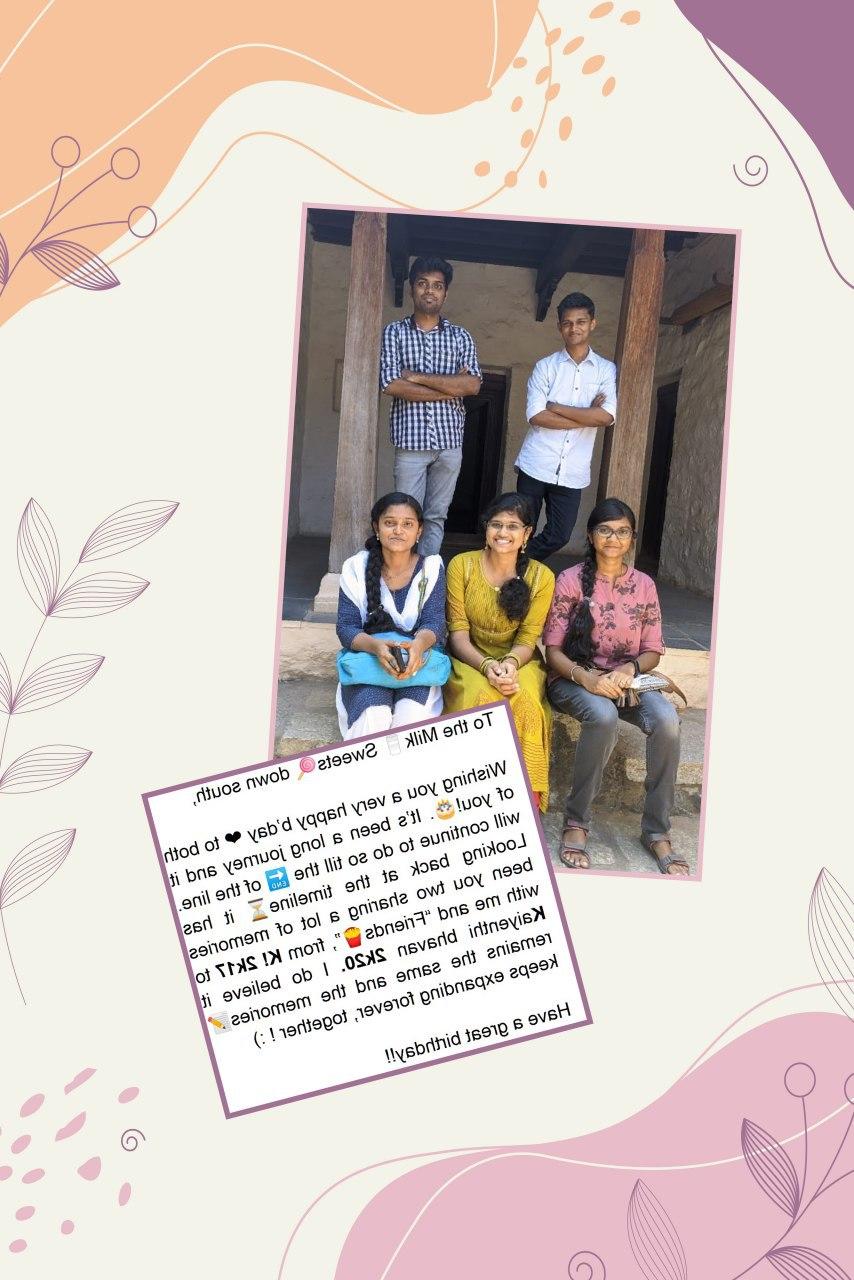 To the Milk🥛 Sweets🍭 down south,
Wishing you a very happy b'day ❤ to both
of you!🎂. It's been a long journey and it
will continue to do so till the 🔚 of the line.
Looking back at the timeline⏳ it has
been you two sharing a lot of memories
with me and "Friends🍟", from K! 2k17 to
Kaiyenthi bhavan 2k20. I do believe it
remains the same and the memories📝
keeps expanding forever, together ! :)
Have a great birthday!!